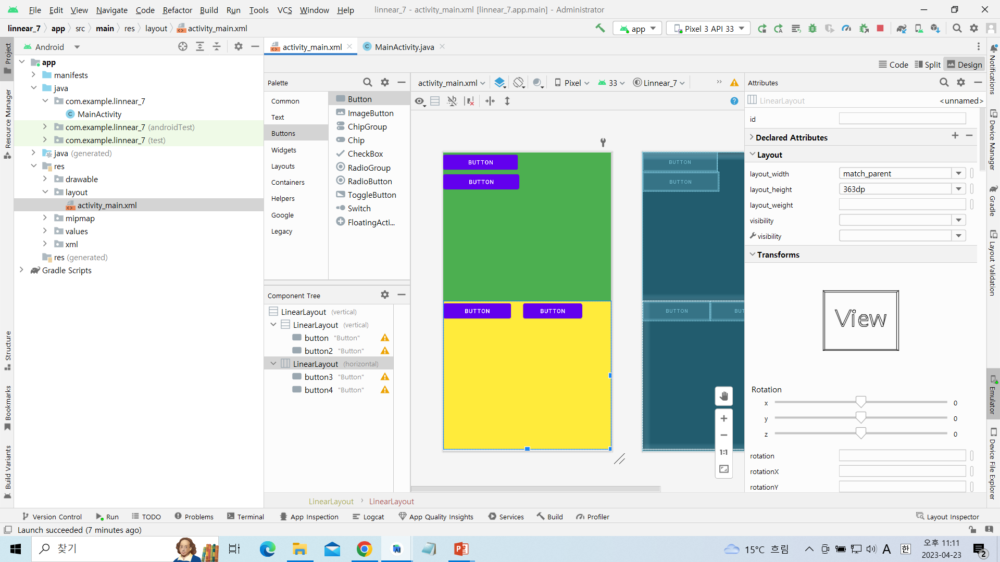 File Edit View Navigate Code Refactor Build Run Tools VCS Window Help linnear_7 - activity_main.xml [linnear_7.app.main] - Administrator
linnear_7 app src main res layout activity_main.xml app Pixel 3 API 33
Project
Resource Manager
Structure
Bookmarks
Build Variants
Android
app
manifests
java
com.example.linnear_7
MainActivity
com.example.linnear_7 (androidTest)
com.example.linnear_7 (test)
java (generated)
res
drawable
layout
activity_main.xml
mipmap
values
xml
res (generated)
Gradle Scripts
activity_main.xml MainActivity.java
Code Split Design
Palette
Common
Text
Buttons
Widgets
Layouts
Containers
Helpers
Google
Legacy
Button
ImageButton
ChipGroup
Chip
CheckBox
RadioGroup
RadioButton
ToggleButton
Switch
FloatingActi...
Component Tree
LinearLayout (vertical)
LinearLayout (vertical)
button "Button"
button2 "Button"
LinearLayout (horizontal)
button3 "Button"
button4 "Button"
activity_main.xml Pixel 33 Linnear_7
BUTTON
BUTTON
BUTTON BUTTON
BUTTON
BUTTON
BUTTON BUT
1:1
LinearLayout LinearLayout
Attributes
LinearLayout <unnamed>
id
Declared Attributes
Layout
layout_width match_parent
layout_height 363dp
layout_weight
visibility
visibility
Transforms
View
Rotation
x 0
y 0
z 0
rotation
rotationX
rotationY
Notifications
Device Manager
Gradle
Layout Validation
Emulator
Device File Explorer
Version Control Run TODO Problems Terminal App Inspection Logcat App Quality Insights Services Build Profiler Layout Inspector
Launch succeeded (7 minutes ago)
찾기
15°C 흐림
A 한
오후 11:11
2023-04-23
2